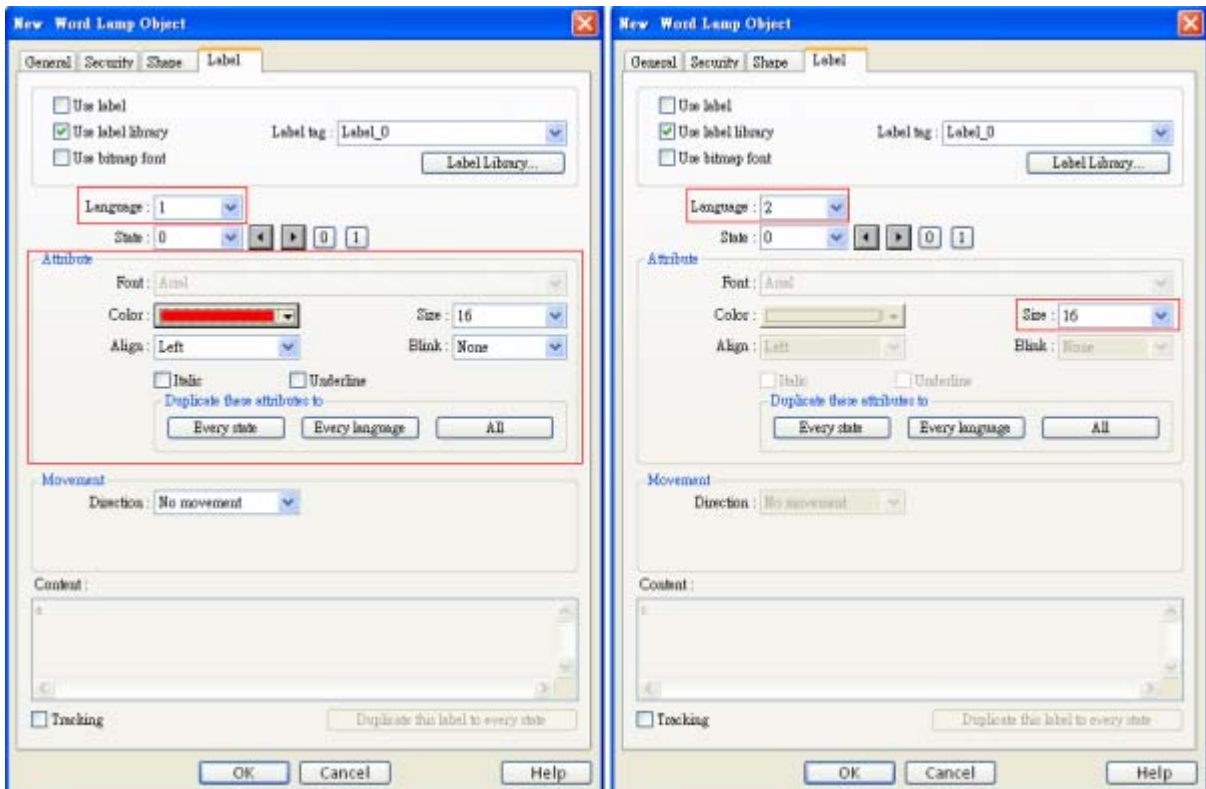 New Word Lamp Object
General Security Shape Label
Use label
Use label library Label tag : Label_0
Use bitmap font Label Library...
Language : 1
State : 0 0 1
Attribute
Font : Arial
Color : Size : 16
Align : Left Blink : None
Italic Underline
Duplicate these attributes to
Every state Every language All
Movement
Direction : No movement
Content :
Tracking Duplicate this label to every state
OK Cancel Help
New Word Lamp Object
General Security Shape Label
Use label
Use label library Label tag : Label_0
Use bitmap font Label Library...
Language : 2
State : 0 0 1
Attribute
Font : Arial
Color : Size : 16
Align : Left Blink : None
Italic Underline
Duplicate these attributes to
Every state Every language All
Movement
Direction : No movement
Content :
Tracking Duplicate this label to every state
OK Cancel Help